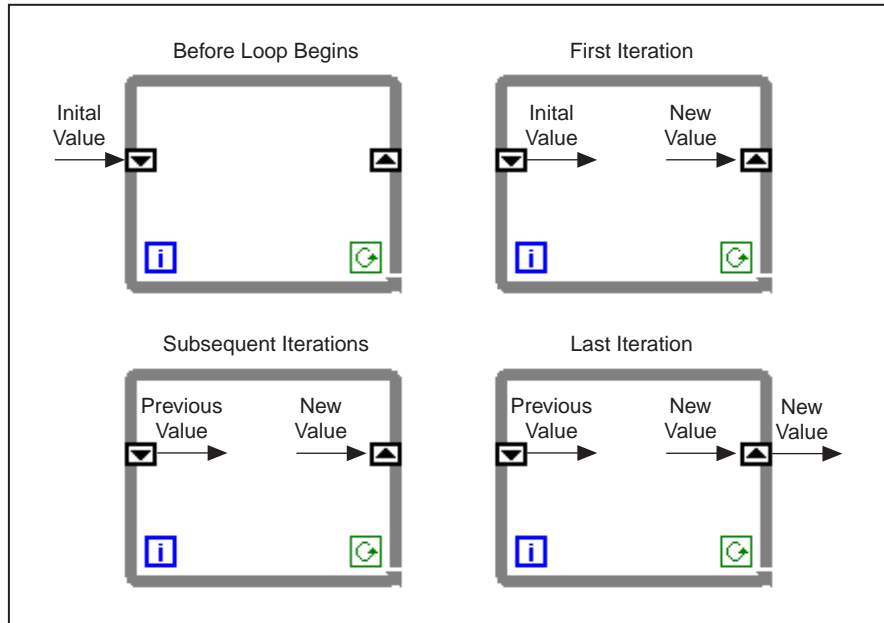 Before Loop Begins
Inital
Value
i
First Iteration
Inital
Value
New
Value
i
Subsequent Iterations
Previous
Value
New
Value
i
Last Iteration
Previous
Value
New
Value
New
Value
i